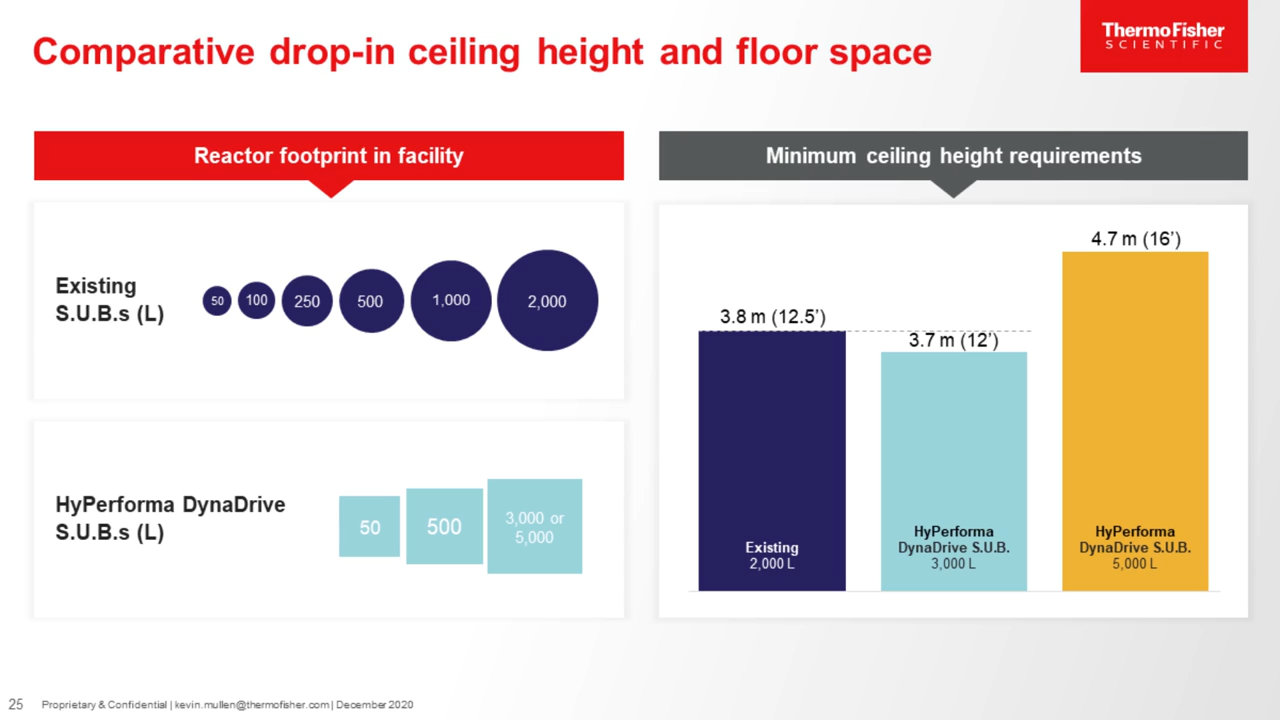 Comparative drop-in ceiling height and floor space
ThermoFisher
SCIENTIFIC
Reactor footprint in facility
Existing
S.U.B.s (L)
50
100
250
500
1,000
2,000
HyPerforma DynaDrive
S.U.B.s (L)
50
500
3,000 or
5,000
Minimum ceiling height requirements
3.8 m (12.5’)
3.7 m (12’)
4.7 m (16’)
Existing
2,000 L
HyPerforma
DynaDrive S.U.B.
3,000 L
HyPerforma
DynaDrive S.U.B.
5,000 L
25
Proprietary & Confidential | kevin.mullen@thermofisher.com | December 2020